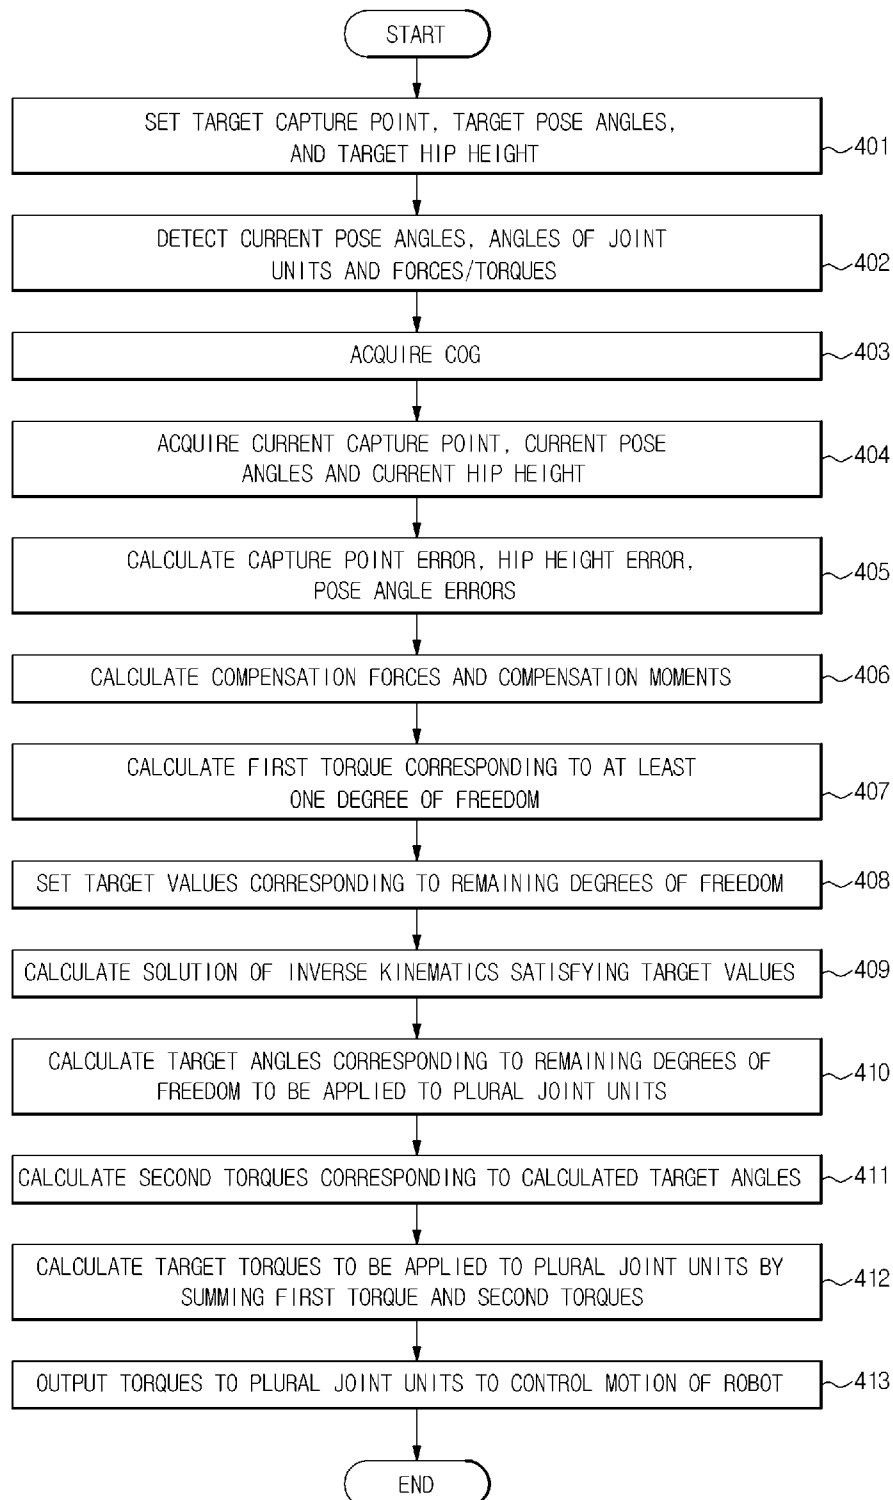 START
SET TARGET CAPTURE POINT, TARGET POSE ANGLES,
AND TARGET HIP HEIGHT
401
DETECT CURRENT POSE ANGLES, ANGLES OF JOINT
UNITS AND FORCES/TORQUES
402
ACQUIRE COG
403
ACQUIRE CURRENT CAPTURE POINT, CURRENT POSE
ANGLES AND CURRENT HIP HEIGHT
404
CALCULATE CAPTURE POINT ERROR, HIP HEIGHT ERROR,
POSE ANGLE ERRORS
405
CALCULATE COMPENSATION FORCES AND COMPENSATION MOMENTS
406
CALCULATE FIRST TORQUE CORRESPONDING TO AT LEAST
ONE DEGREE OF FREEDOM
407
SET TARGET VALUES CORRESPONDING TO REMAINING DEGREES OF FREEDOM
408
CALCULATE SOLUTION OF INVERSE KINEMATICS SATISFYING TARGET VALUES
409
CALCULATE TARGET ANGLES CORRESPONDING TO REMAINING DEGREES OF
FREEDOM TO BE APPLIED TO PLURAL JOINT UNITS
410
CALCULATE SECOND TORQUES CORRESPONDING TO CALCULATED TARGET ANGLES
411
CALCULATE TARGET TORQUES TO BE APPLIED TO PLURAL JOINT UNITS BY
SUMMING FIRST TORQUE AND SECOND TORQUES
412
OUTPUT TORQUES TO PLURAL JOINT UNITS TO CONTROL MOTION OF ROBOT
413
END